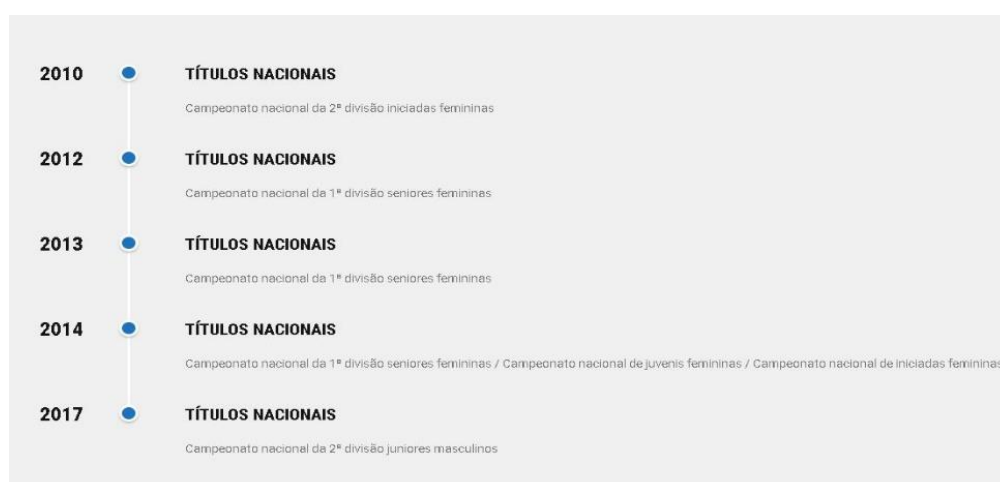 2010
TÍTULOS NACIONAIS
Campeonato nacional da 2ª divisão iniciadas femininas
2012
TÍTULOS NACIONAIS
Campeonato nacional da 1ª divisão seniores femininas
2013
TÍTULOS NACIONAIS
Campeonato nacional da 1ª divisão seniores femininas
2014
TÍTULOS NACIONAIS
Campeonato nacional da 1ª divisão seniores femininas / Campeonato nacional de juvenis femininas / Campeonato nacional de iniciadas femininas
2017
TÍTULOS NACIONAIS
Campeonato nacional da 2ª divisão juniores masculinos